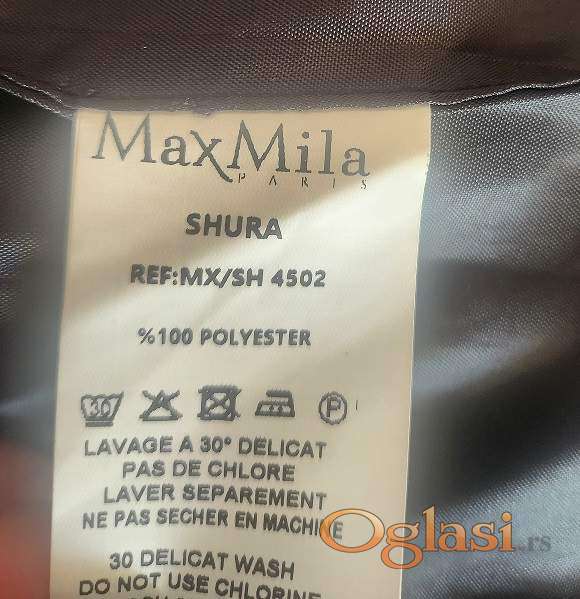 MaxMila
PARIS
SHURA
REF:MX/SH 4502
%100 POLYESTER
30
P
LAVAGE A 30° DELICAT
PAS DE CHLORE
LAVER SEPAREMENT
NE PAS SECHER EN MACHINE
Oglasi.rs
30 DELICAT WASH
DO NOT USE CHLORINE